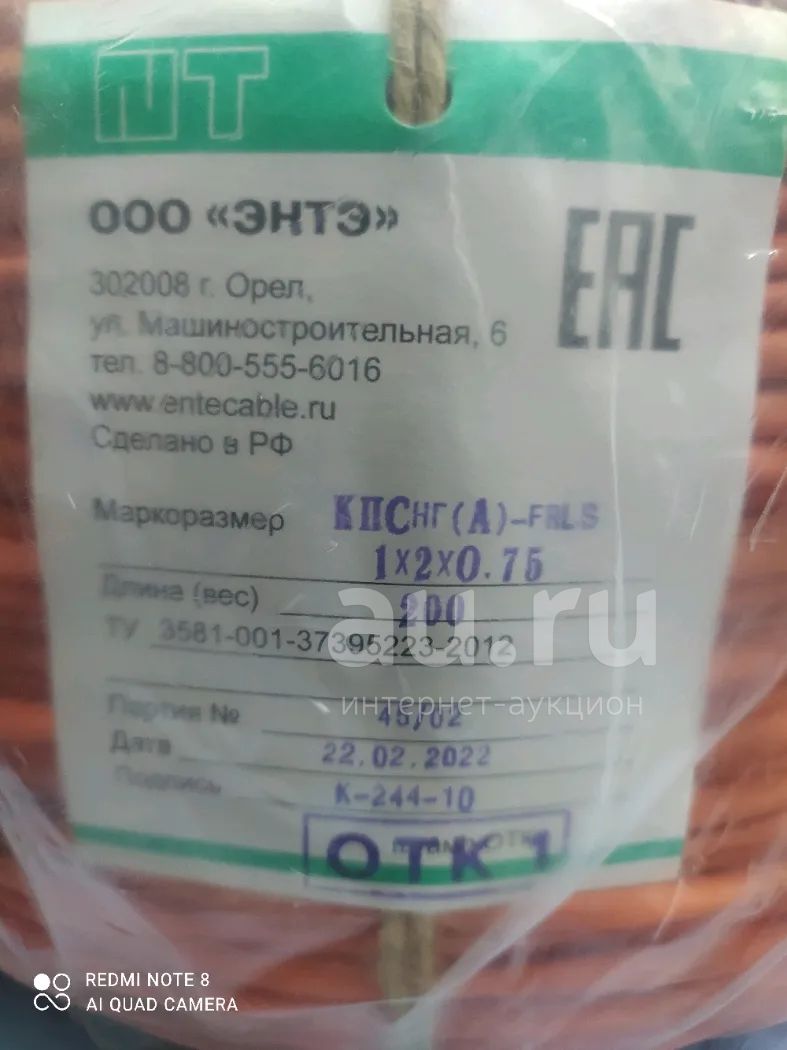 NT
ООО «ЭНТЭ»
EAC
302008 г. Орел,
ул. Машиностроительная, 6
тел. 8-800-555-6016
www.entecable.ru
Сделано в РФ
Маркоразмер КПСнг(А)-FRLS
1х2х0.75
Длина (вес) 200
ТУ 3581-001-37395223-2012
au.ru
интернет-аукцион
Партия № 45/02
Дата 22.02.2022
Подпись К-244-10
ОТК 1
REDMI NOTE 8
AI QUAD CAMERA